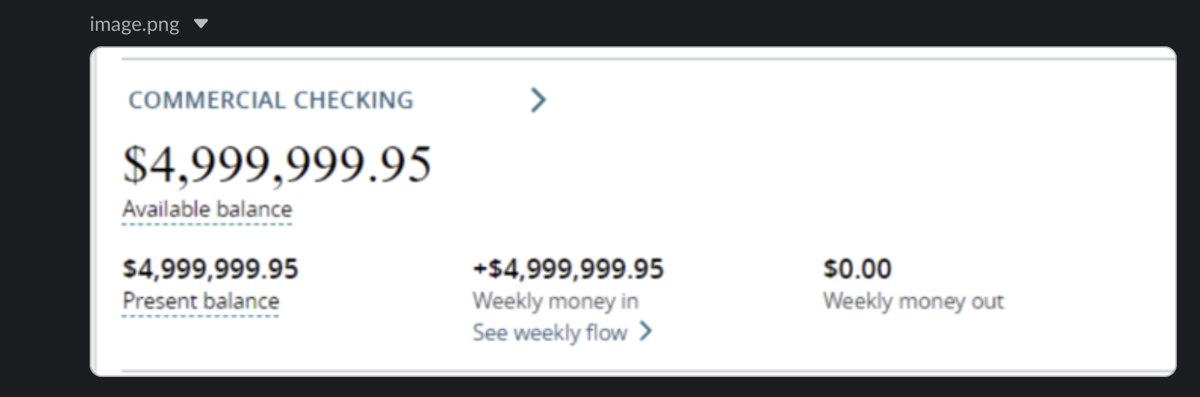 image.png
COMMERCIAL CHECKING
$4,999,999.95
Available balance
$4,999,999.95 +$4,999,999.95 $0.00
Present balance Weekly money in Weekly money out
See weekly flow